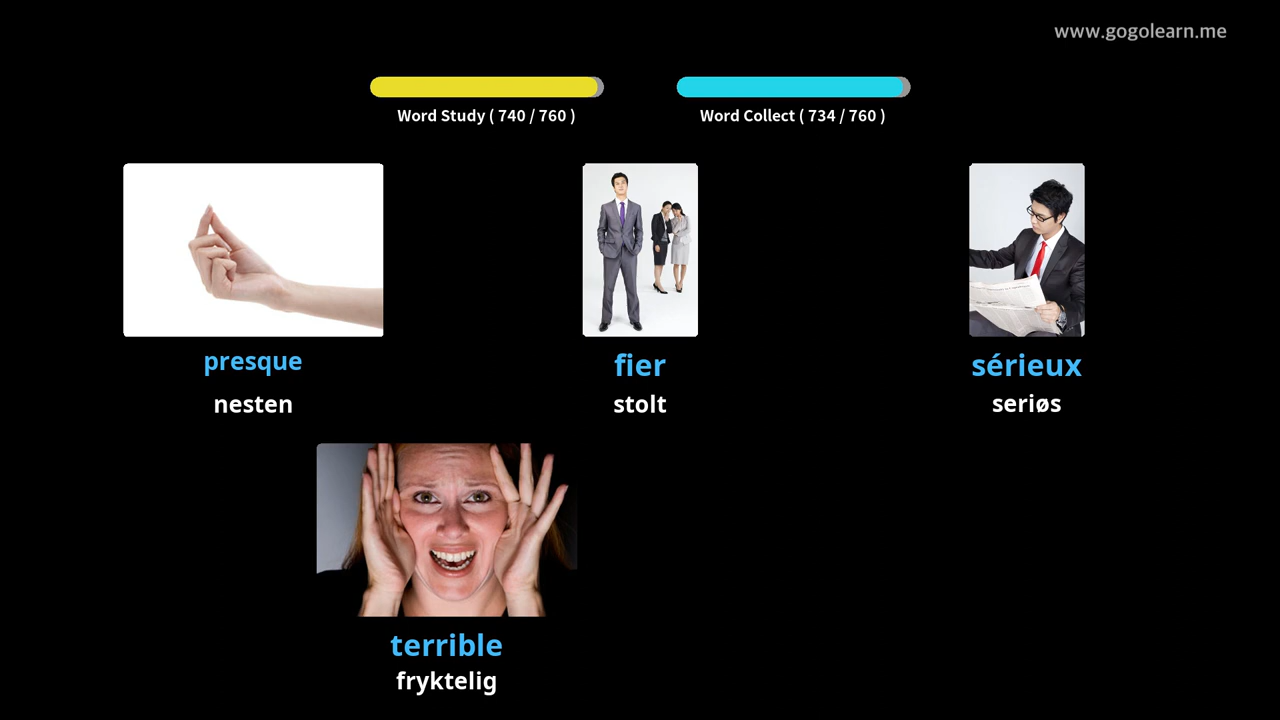 www.gogolearn.me
Word Study ( 740 / 760 )
Word Collect ( 734 / 760 )
presque
nesten
fier
stolt
sérieux
seriøs
terrible
fryktelig